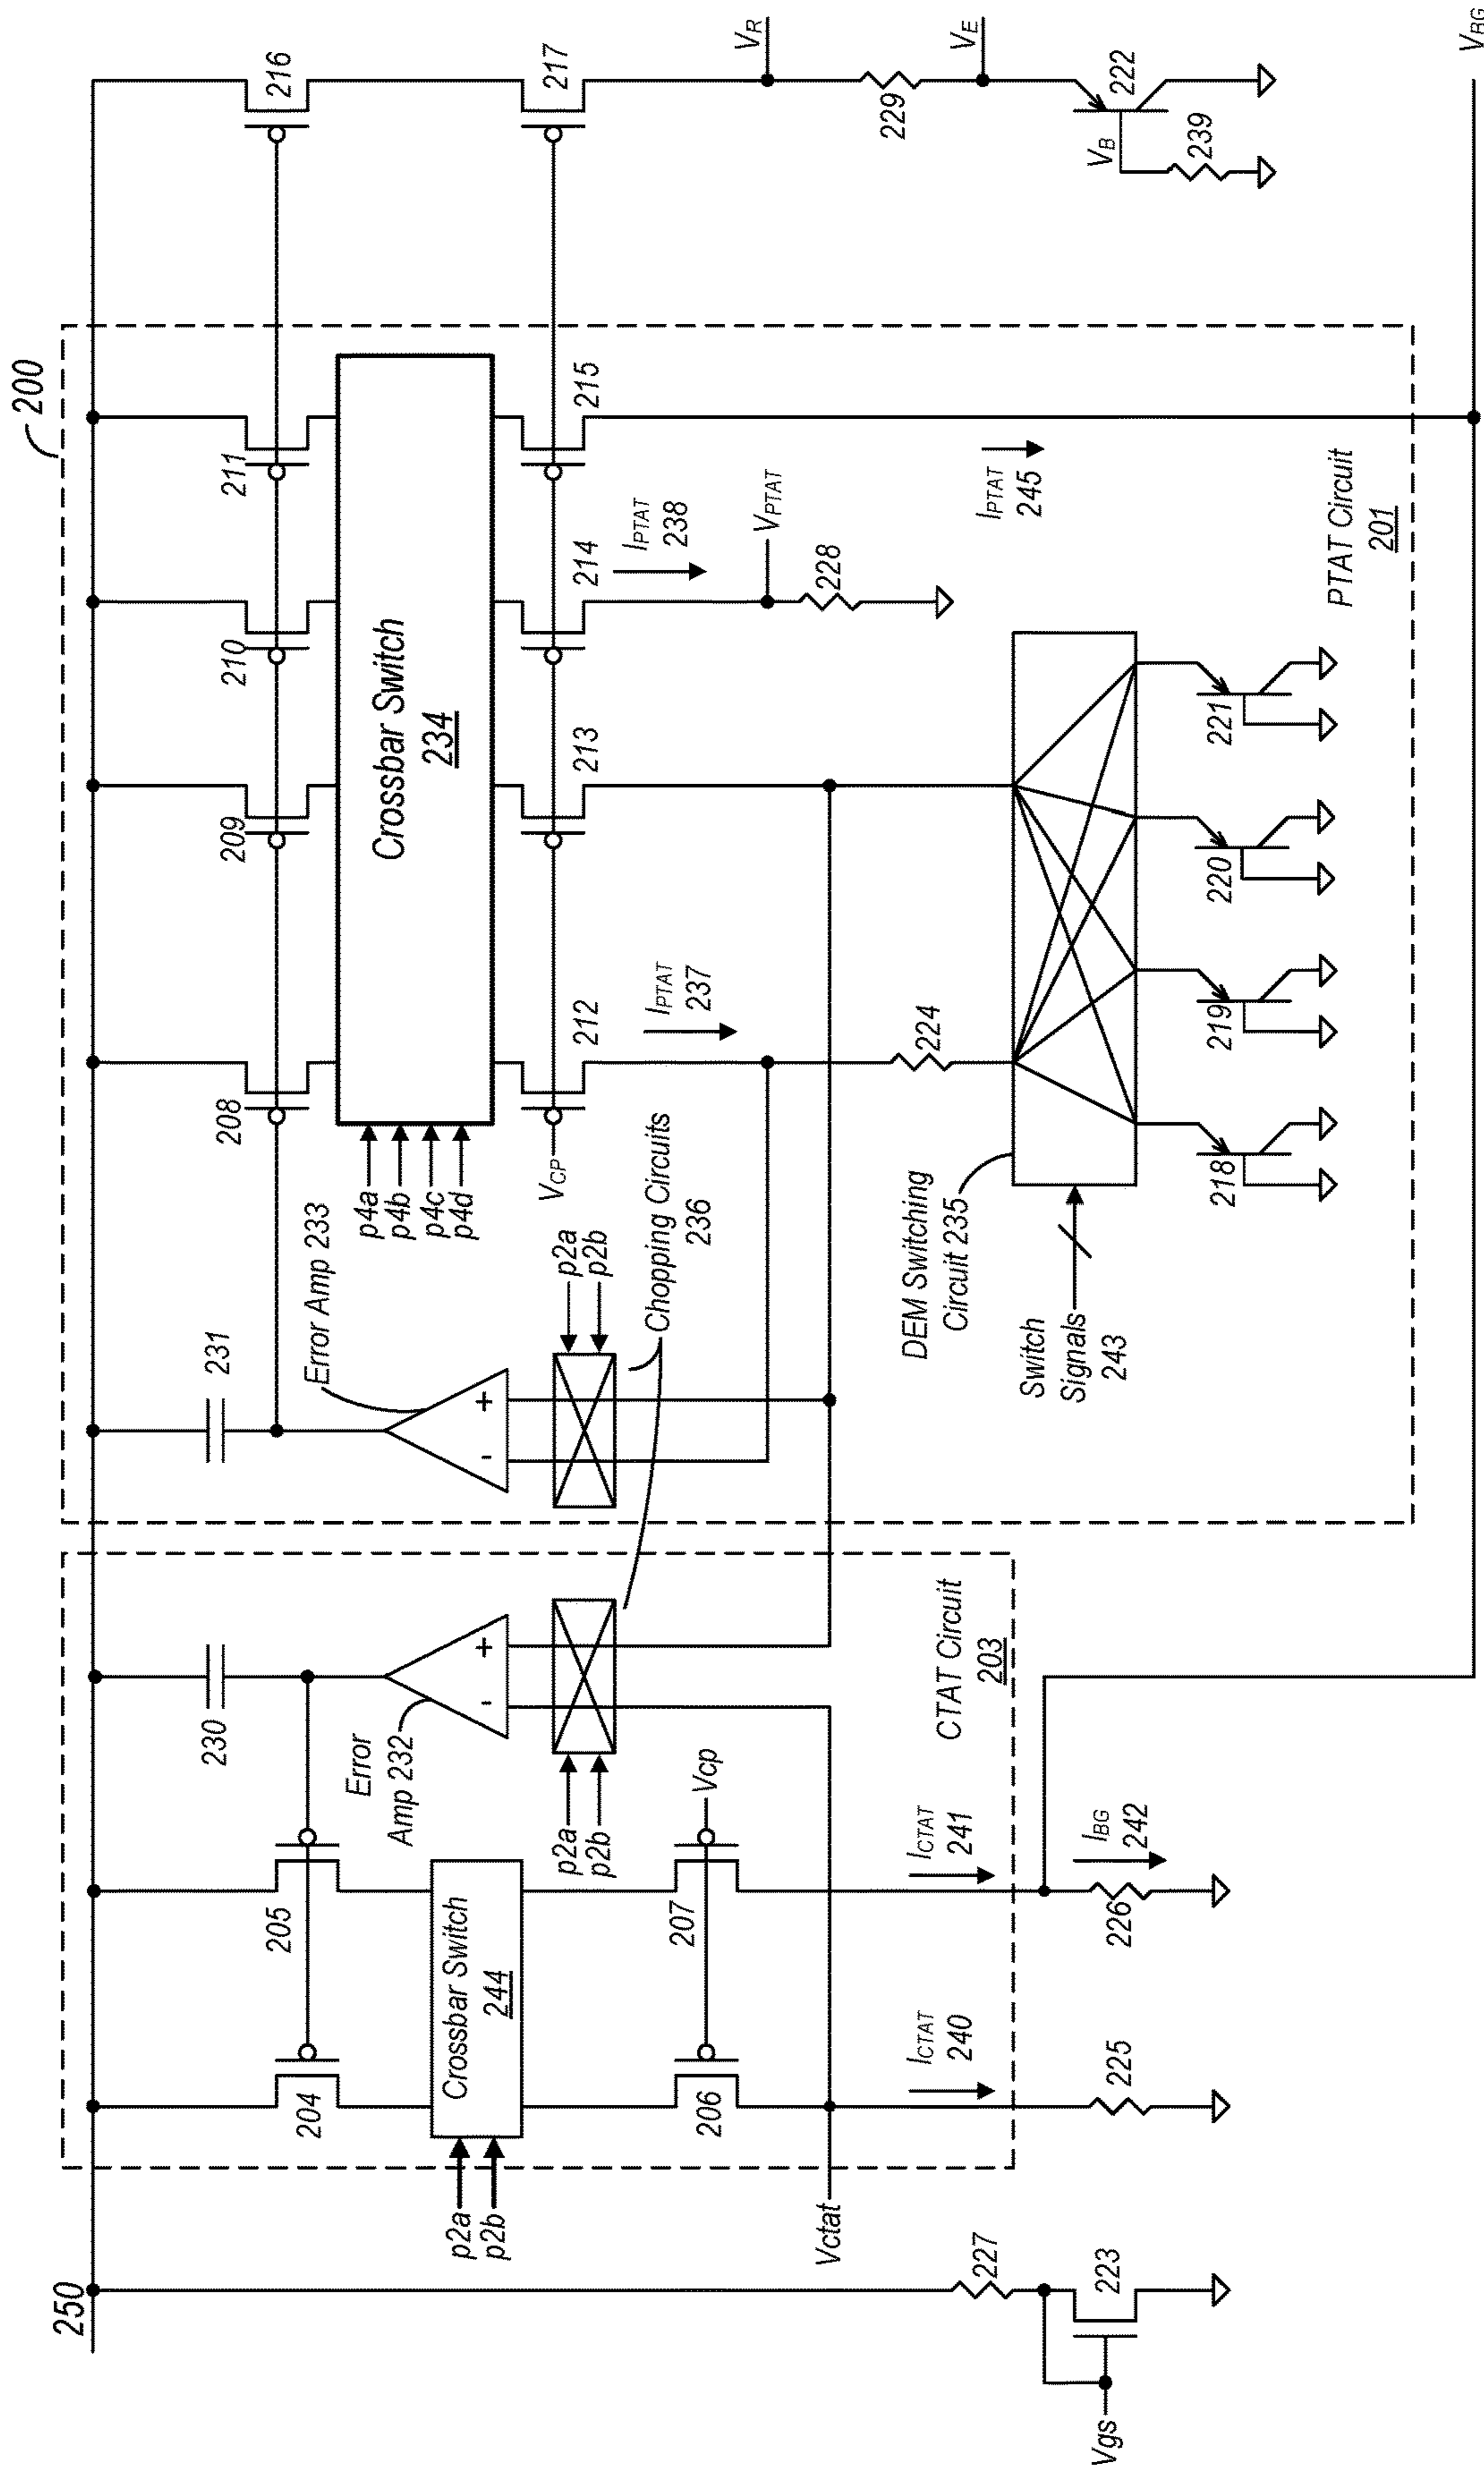 200
250
204
205
Crossbar Switch
244
p2a
p2b
206
207
Vcp
Vctat
ICTAT
240
ICTAT
241
IBG
242
225
226
227
223
Vgs
230
Error
Amp 232
- +
p2a
p2b
CTAT Circuit
203
231
Error Amp 233
- +
p2a
p2b
Chopping Circuits
236
208
209
210
211
216
Crossbar Switch
234
p4a
p4b
p4c
p4d
VCP
212
213
214
215
217
IPTAT
237
IPTAT
238
VPTAT
228
IPTAT
245
224
DEM Switching
Circuit 235
Switch
Signals
243
218
219
220
221
PTAT Circuit
201
VR
229
VE
VB
222
239
VBG